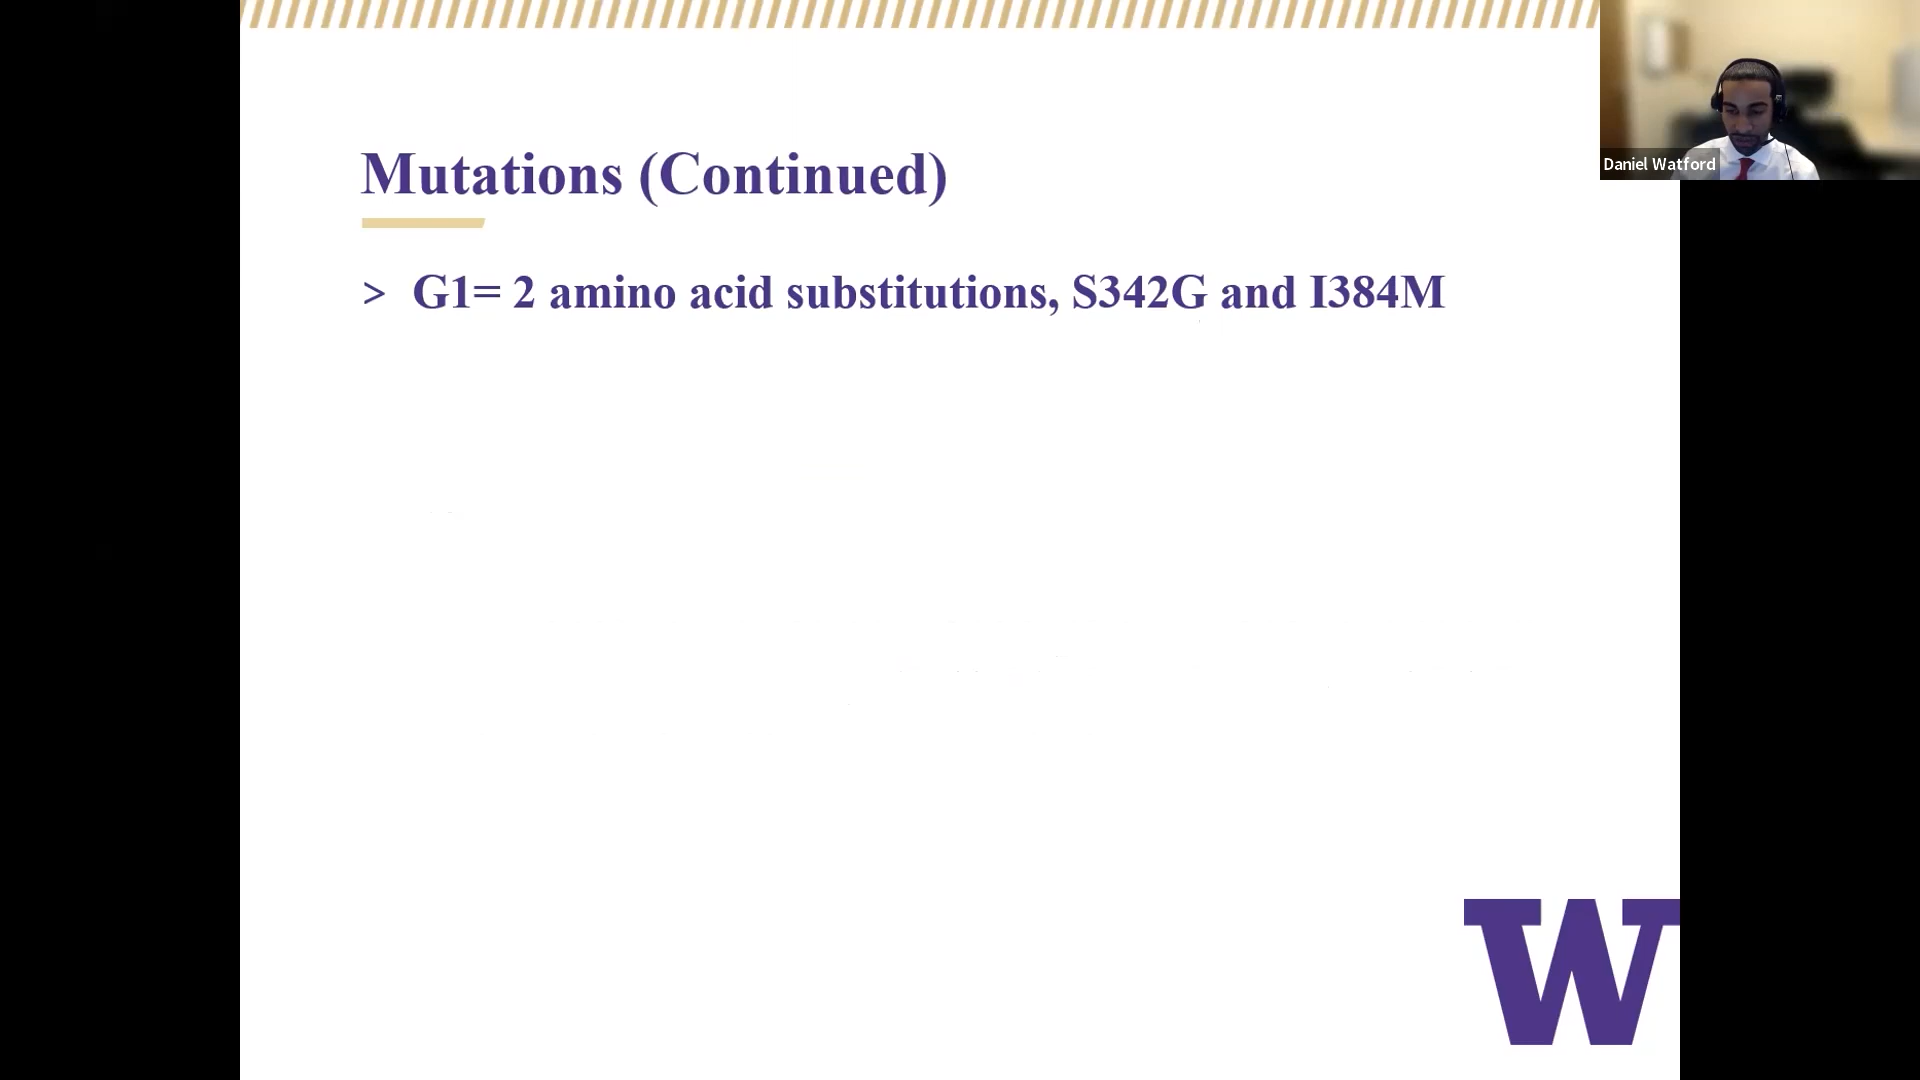 Mutations (Continued)
> G1= 2 amino acid substitutions, S342G and I384M
Daniel Watford
W